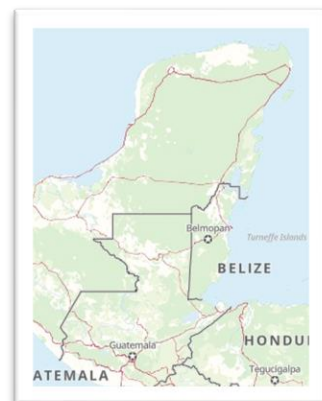 Belmopan
Turneffe Islands
BELIZE
HONDU
Guatemala
Tegucigalpa
ATEMALA